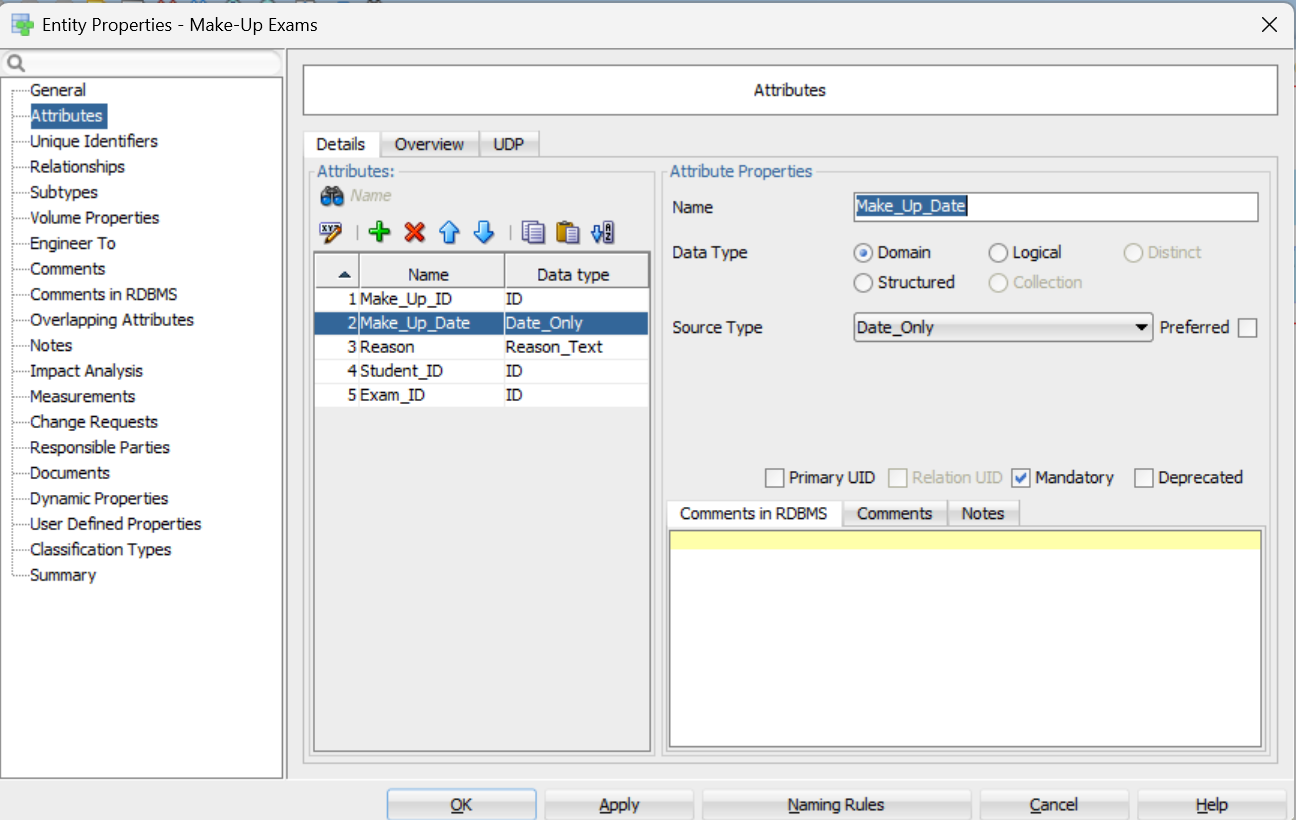 Entity Properties - Make-Up Exams
General
Attributes
Unique Identifiers
Relationships
Subtypes
Volume Properties
Engineer To
Comments
Comments in RDBMS
Overlapping Attributes
Notes
Impact Analysis
Measurements
Change Requests
Responsible Parties
Documents
Dynamic Properties
User Defined Properties
Classification Types
Summary
Attributes
Details Overview UDP
Attributes:
Name
XYZ
A
Z
Name Data type
1 Make_Up_ID ID
2 Make_Up_Date Date_Only
3 Reason Reason_Text
4 Student_ID ID
5 Exam_ID ID
Attribute Properties
Name Make_Up_Date
Data Type Domain Logical Distinct
Structured Collection
Source Type Date_Only Preferred
Primary UID Relation UID Mandatory Deprecated
Comments in RDBMS Comments Notes
OK Apply Naming Rules Cancel Help